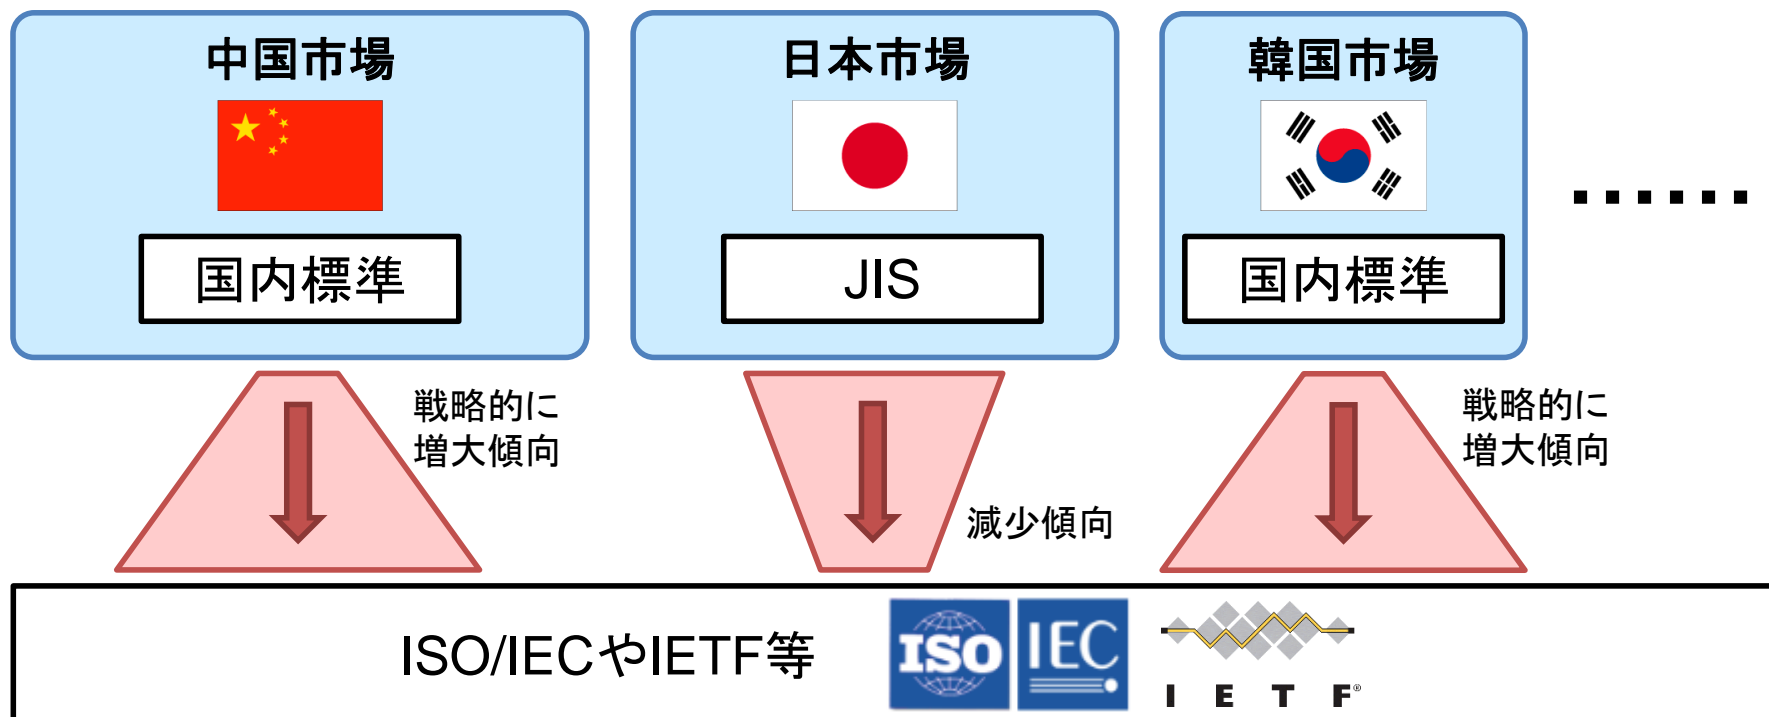 中国市場
日本市場
韓国市場
国内標準
JIS
国内標準
......
戦略的に
増大傾向
減少傾向
戦略的に
増大傾向
ISO/IECやIETF等
ISO
IEC
IETF®